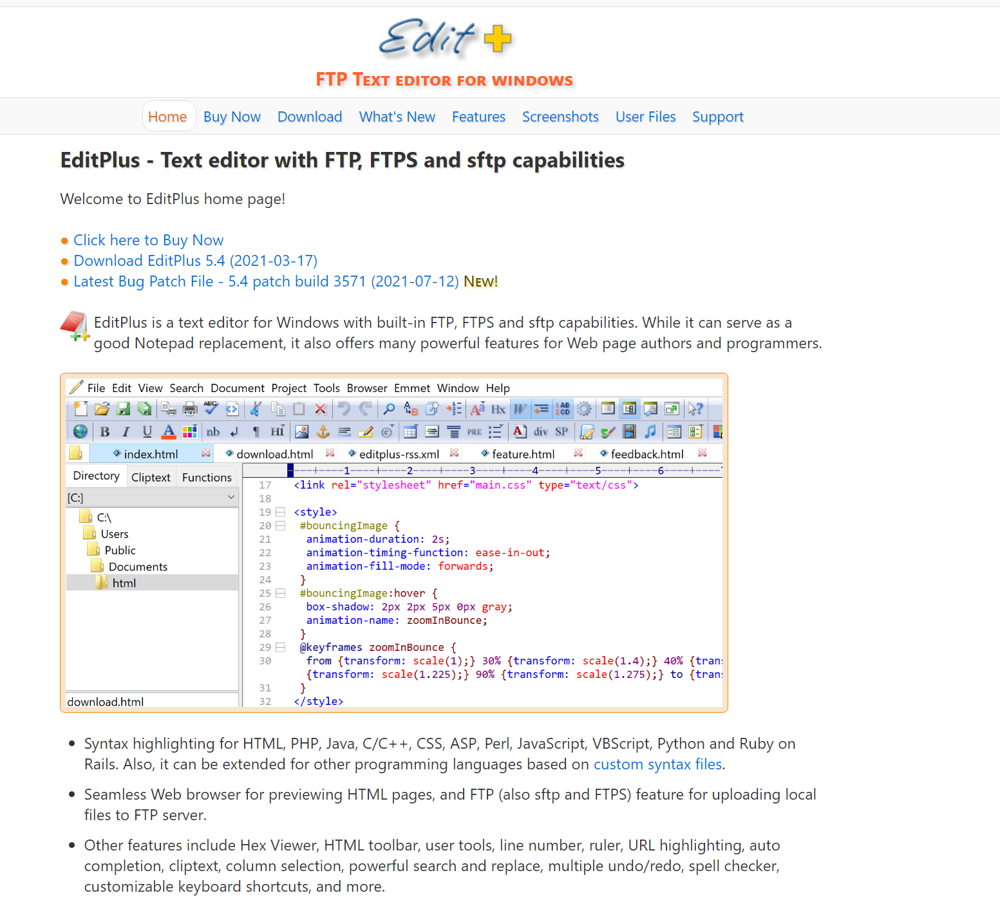 Edit
FTP Text editor for windows
Home Buy Now Download What's New Features Screenshots User Files Support
EditPlus - Text editor with FTP, FTPS and sftp capabilities
Welcome to EditPlus home page!
Click here to Buy Now
Download EditPlus 5.4 (2021-03-17)
Latest Bug Patch File - 5.4 patch build 3571 (2021-07-12) New!
EditPlus is a text editor for Windows with built-in FTP, FTPS and sftp capabilities. While it can serve as a
good Notepad replacement, it also offers many powerful features for Web page authors and programmers.
File Edit View Search Document Project Tools Browser Emmet Window Help
ABC A B A Hx W 1 AB 2 CD
B I U A nb HI PRE A div SP
index.html download.html editplus-rss.xml feature.html feedback.html
Directory Cliptext Functions
----+----1----+----2----+----3----+----4----+----5----+----6----+----
[C:]
C:\
Users
Public
Documents
html
download.html
17 <link rel="stylesheet" href="main.css" type="text/css">
18
19 <style>
20 #bouncingImage {
21 animation-duration: 2s;
22 animation-timing-function: ease-in-out;
23 animation-fill-mode: forwards;
24 }
25 #bouncingImage:hover {
26 box-shadow: 2px 2px 5px 0px gray;
27 animation-name: zoomInBounce;
28 }
29 @keyframes zoomInBounce {
30 from {transform: scale(1);} 30% {transform: scale(1.4);} 40% {trans
{transform: scale(1.225);} 90% {transform: scale(1.275);} to {trans
31 }
32 </style>
Syntax highlighting for HTML, PHP, Java, C/C++, CSS, ASP, Perl, JavaScript, VBScript, Python and Ruby on
Rails. Also, it can be extended for other programming languages based on custom syntax files.
Seamless Web browser for previewing HTML pages, and FTP (also sftp and FTPS) feature for uploading local
files to FTP server.
Other features include Hex Viewer, HTML toolbar, user tools, line number, ruler, URL highlighting, auto
completion, cliptext, column selection, powerful search and replace, multiple undo/redo, spell checker,
customizable keyboard shortcuts, and more.